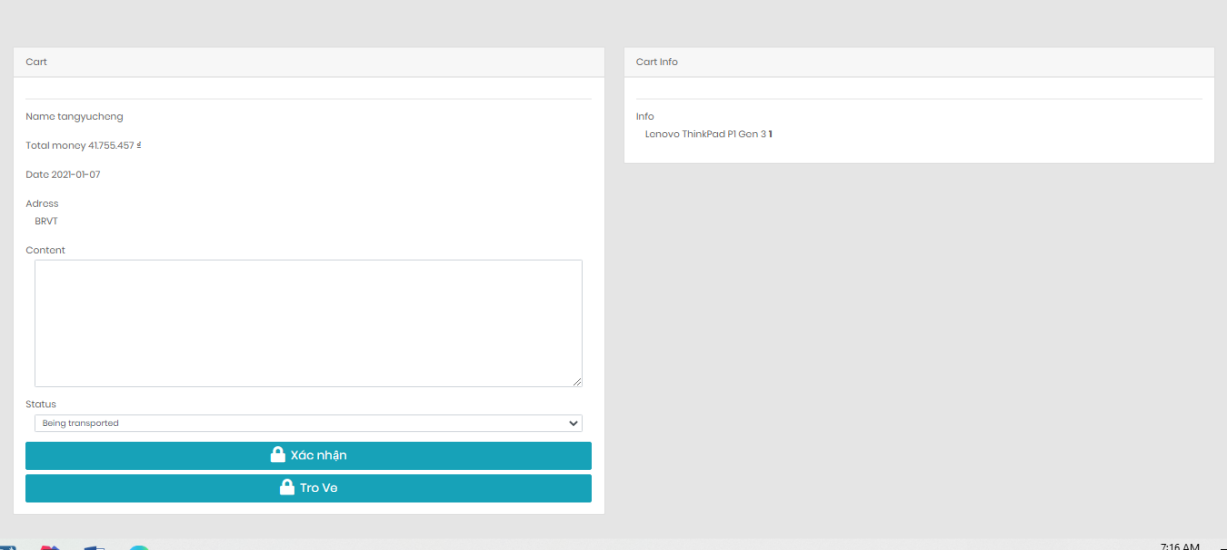 Cart
Name tangyucheng
Total money 41.755.457 ₫
Date 2021-01-07
Adress
BRVT
Content
Status
Being transported
Xác nhận
Tro Ve
Cart Info
Info
Lenovo ThinkPad P1 Gen 3 1
7:16 AM